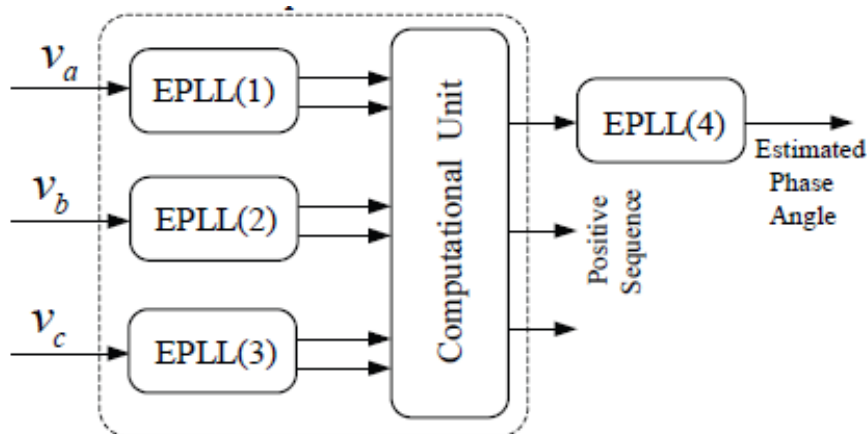 v_a
EPLL(1)
v_b
EPLL(2)
v_c
EPLL(3)
Computational Unit
EPLL(4)
Estimated
Phase
Angle
Positive
Sequence